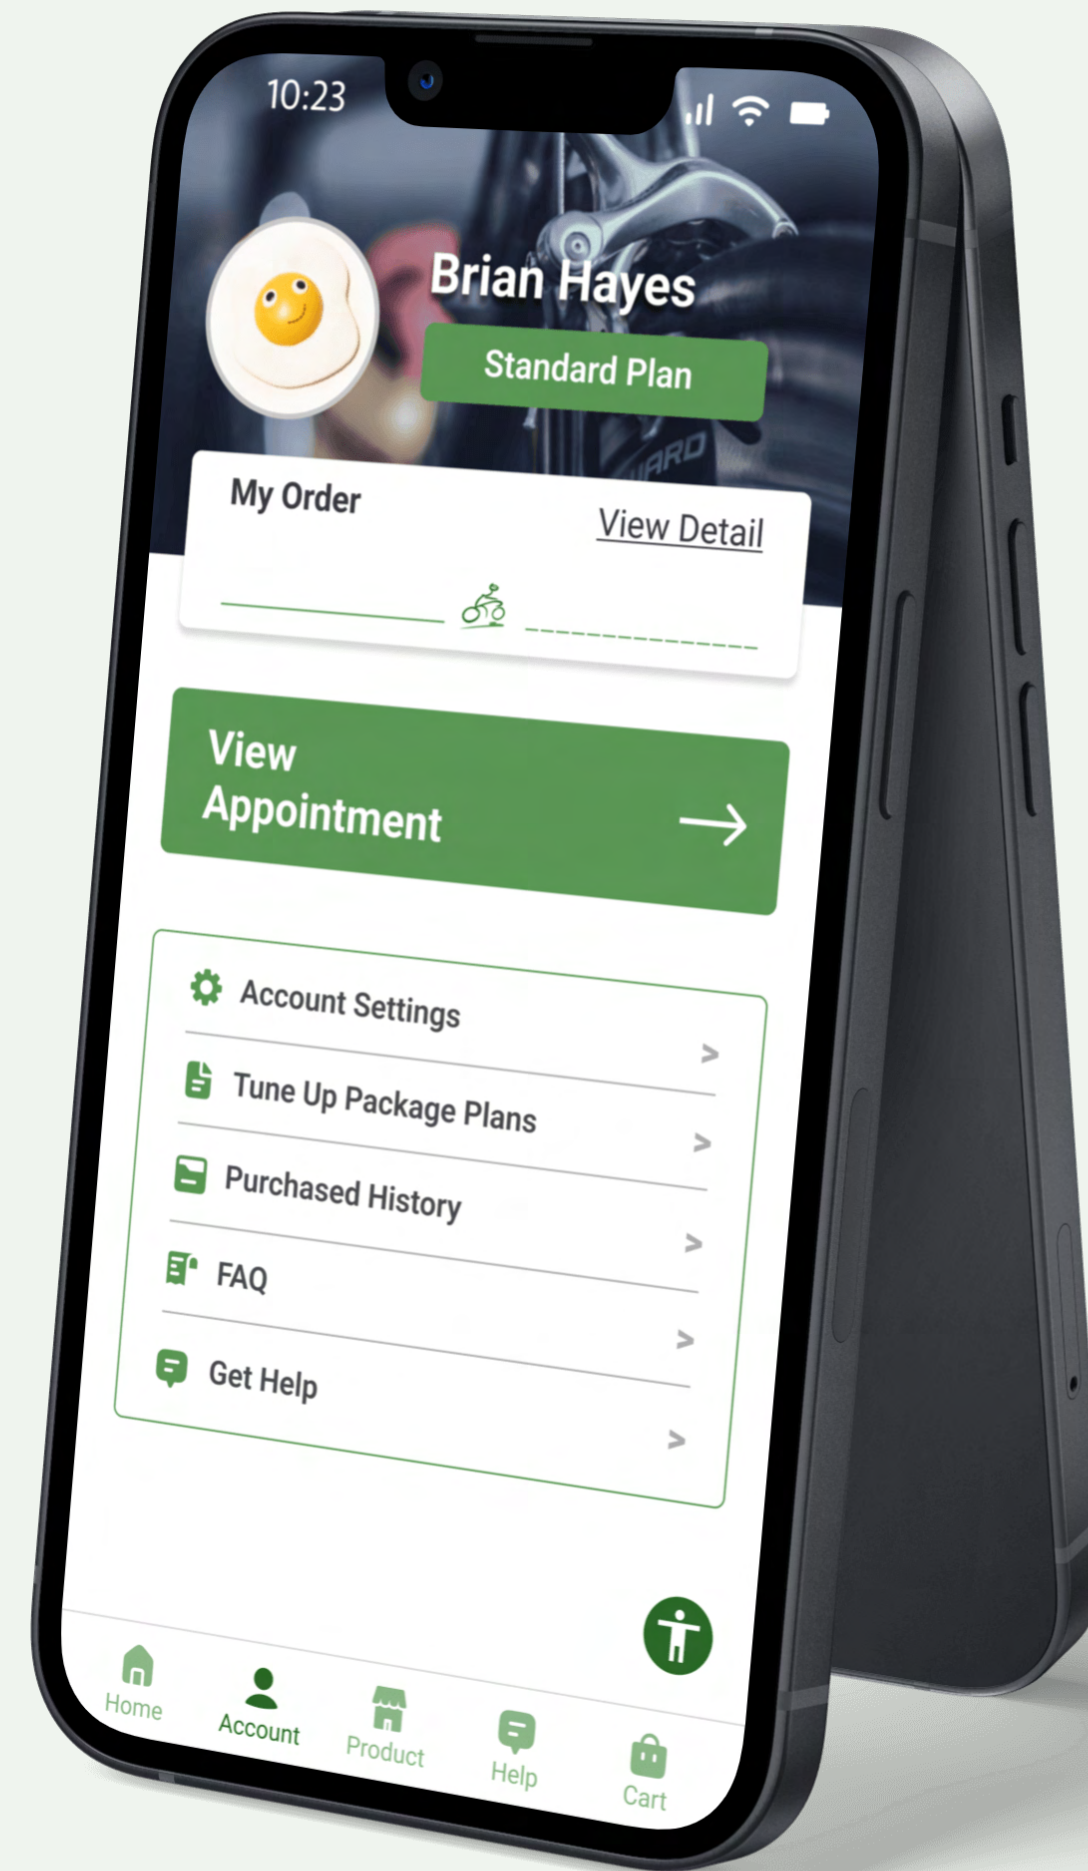 10:23
Brian Hayes
Standard Plan
My Order
View Detail
View
Appointment
Account Settings
>
Tune Up Package Plans
>
Purchased History
>
FAQ
>
Get Help
>
Home
Account
Product
Help
Cart